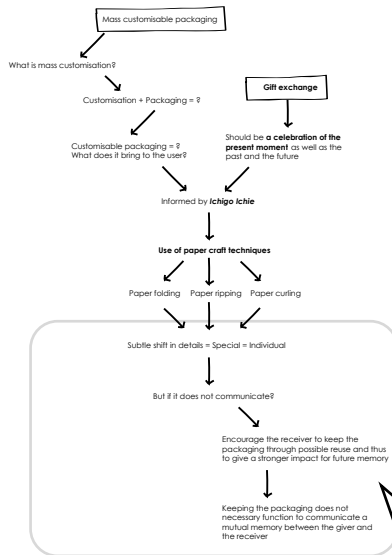 Mass customisable packaging
What is mass customisation?
Customisation + Packaging = ?
Gift exchange
Customisable packaging = ?
What does it bring to the user?
Should be a celebration of the
present moment as well as the
past and the future
Informed by Ichigo Ichie
Use of paper craft techniques
Paper folding
Paper ripping
Paper curling
Subtle shift in details = Special = Individual
But if it does not communicate?
Encourage the receiver to keep the
packaging through possible reuse and thus
to give a stronger impact for future memory
Keeping the packaging does not
necessary function to communicate a
mutual memory between the giver and
the receiver